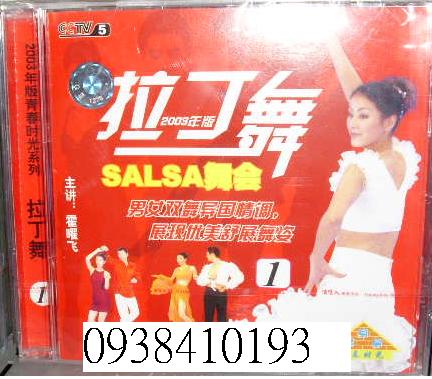 CCTV 5
拉丁舞
2003年版
SALSA舞会
男女双舞异国情调,
展现优美舒展舞姿
1
主讲：霍曜飞
2003年版青春时光系列
拉丁舞
1
0938410193